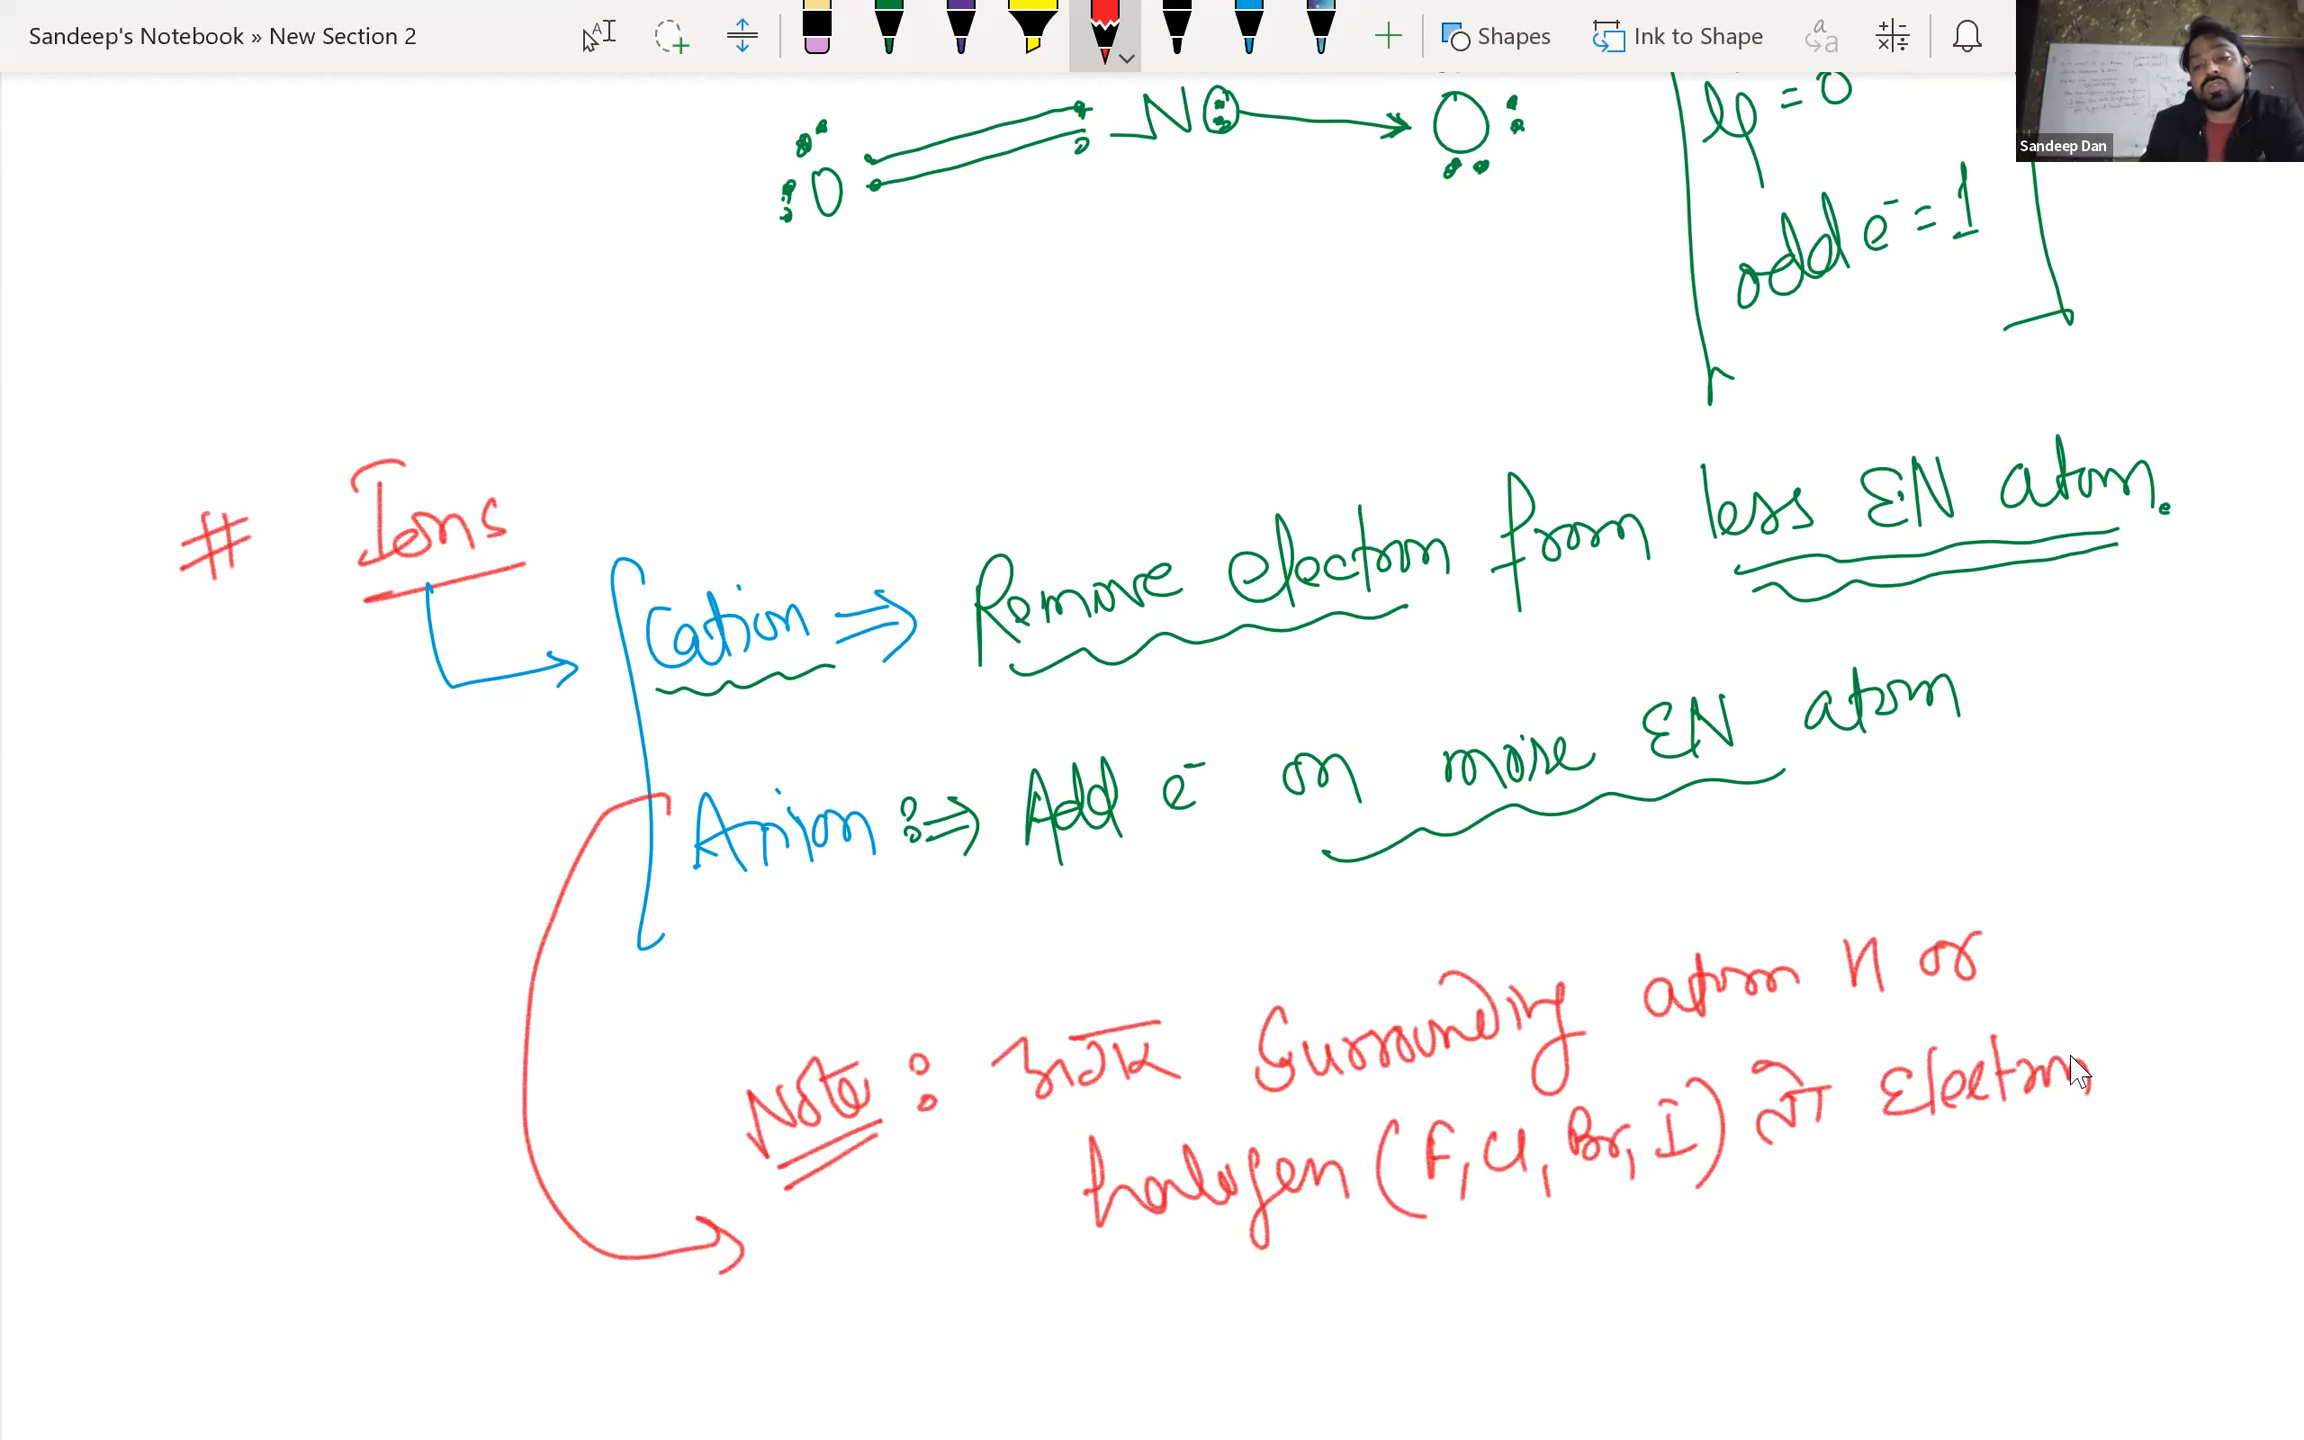 Sandeep's Notebook » New Section 2
Shapes
Ink to Shape
Sandeep Dan
:O = N: → O:
lp = 0
odd e⁻ = 1
# Ions
Cation ⇒ Remove electron from less EN atom.
Anion :⇒ Add e⁻ on more EN atom
Note : अगर Surrounding atom H or
halogen (F, Cl, Br, I) तो Electron